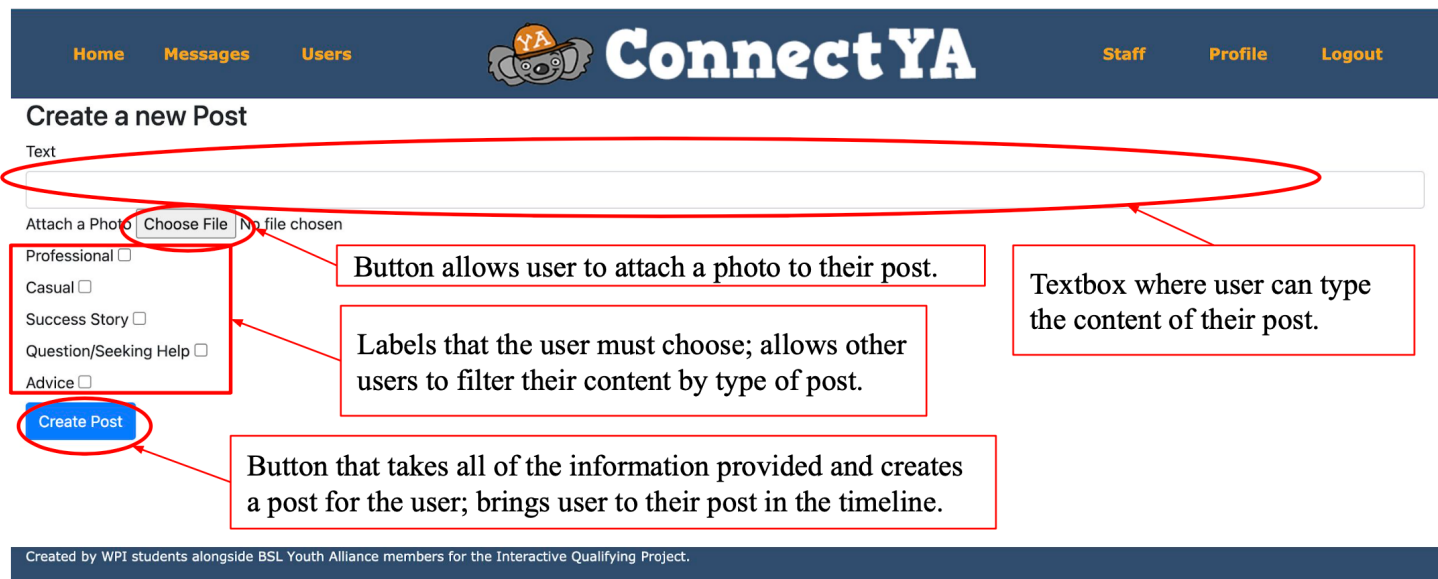 Home Messages Users YA ConnectYA Staff Profile Logout
Create a new Post
Text
Attach a Photo Choose File No file chosen
Professional
Button allows user to attach a photo to their post.
Casual
Textbox where user can type
the content of their post.
Success Story
Labels that the user must choose; allows other
users to filter their content by type of post.
Question/Seeking Help
Advice
Create Post
Button that takes all of the information provided and creates
a post for the user; brings user to their post in the timeline.
Created by WPI students alongside BSL Youth Alliance members for the Interactive Qualifying Project.